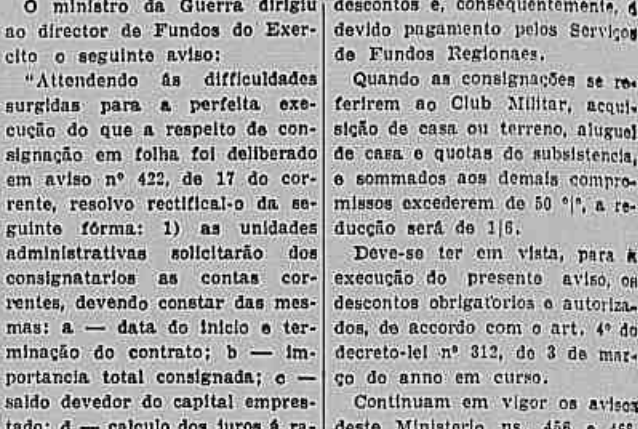 O ministro da Guerra dirigiu
ao director de Fundos do Exer-
cito o seguinte aviso:
"Attendendo ás difficuldades
surgidas para a perfeita exe-
cução do que a respeito de con-
signação em folha foi deliberado
em aviso nº 422, de 17 do cor-
rente, resolvo rectifical-o da se-
guinte fórma: 1) as unidades
administrativas solicitarão dos
consignatarios as contas cor-
rentes, devendo constar das mes-
mas: a — data do inicio e ter-
minação do contrato; b — im-
portancia total consignada; c —
saldo devedor do capital empres-
tado; d — calculo dos juros á ra-
descontos e, consequentemente,
devido pagamento pelos Serviços
de Fundos Regionaes.
Quando as consignações se re-
ferirem ao Club Militar, acqui-
sição de casa ou terreno, aluguel
de casa e quotas de subsistencia,
e sommados aos demais compro-
missos excederem de 50 °|°, a re-
ducção será de 1|6.
Deve-se ter em vista, para a
execução do presente aviso, os
descontos obrigatorios e autoriza-
dos, de accordo com o art. 4º do
decreto-lei nº 312, de 3 de mar-
ço do anno em curso.
Continuam em vigor os avisos
deste Ministerio ns. 456 e